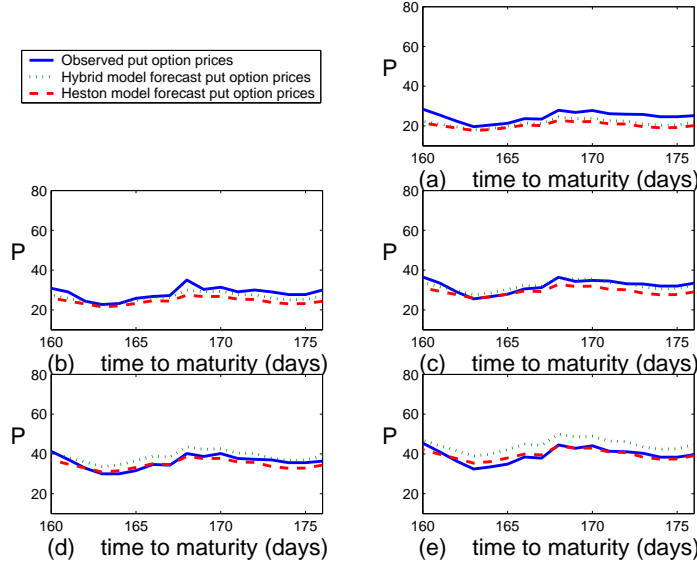 Observed put option prices
Hybrid model forecast put option prices
Heston model forecast put option prices
80
60
40
20
P
160 165 170 175
(a) time to maturity (days)
80
60
40
20
P
160 165 170 175
(b) time to maturity (days)
80
60
40
20
P
160 165 170 175
(c) time to maturity (days)
80
60
40
20
P
160 165 170 175
(d) time to maturity (days)
80
60
40
20
P
160 165 170 175
(e) time to maturity (days)